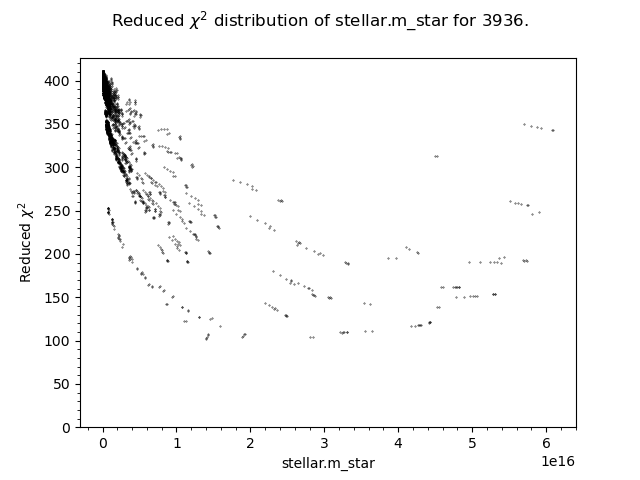 Reduced χ² distribution of stellar.m_star for 3936.
Reduced χ²
400
350
300
250
200
150
100
50
0
0 1 2 3 4 5 6
1e16
stellar.m_star